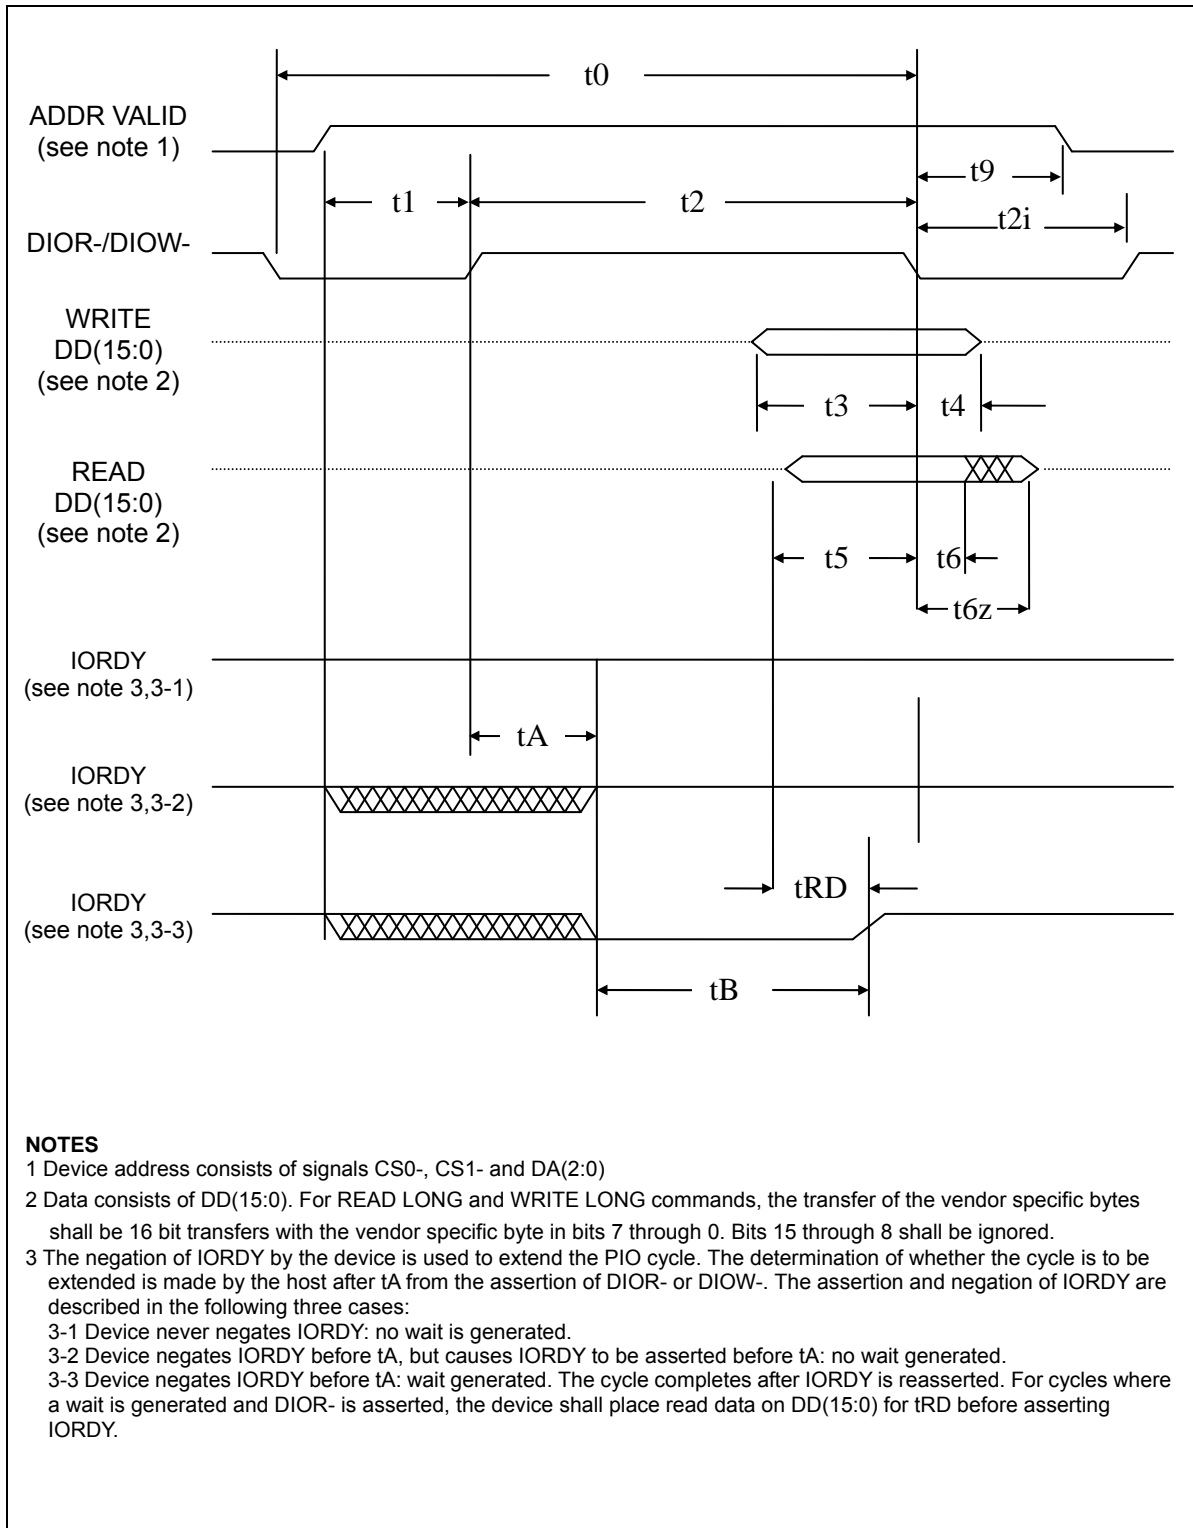 t0
ADDR VALID
(see note 1)
t9
t1
t2
t2i
DIOR-/DIOW-
WRITE
DD(15:0)
(see note 2)
t3
t4
READ
DD(15:0)
(see note 2)
t5
t6
t6z
IORDY
(see note 3,3-1)
tA
IORDY
(see note 3,3-2)
tRD
IORDY
(see note 3,3-3)
tB
NOTES
1 Device address consists of signals CS0-, CS1- and DA(2:0)
2 Data consists of DD(15:0). For READ LONG and WRITE LONG commands, the transfer of the vendor specific bytes
shall be 16 bit transfers with the vendor specific byte in bits 7 through 0. Bits 15 through 8 shall be ignored.
3 The negation of IORDY by the device is used to extend the PIO cycle. The determination of whether the cycle is to be
extended is made by the host after tA from the assertion of DIOR- or DIOW-. The assertion and negation of IORDY are
described in the following three cases:
3-1 Device never negates IORDY: no wait is generated.
3-2 Device negates IORDY before tA, but causes IORDY to be asserted before tA: no wait generated.
3-3 Device negates IORDY before tA: wait generated. The cycle completes after IORDY is reasserted. For cycles where
a wait is generated and DIOR- is asserted, the device shall place read data on DD(15:0) for tRD before asserting
IORDY.